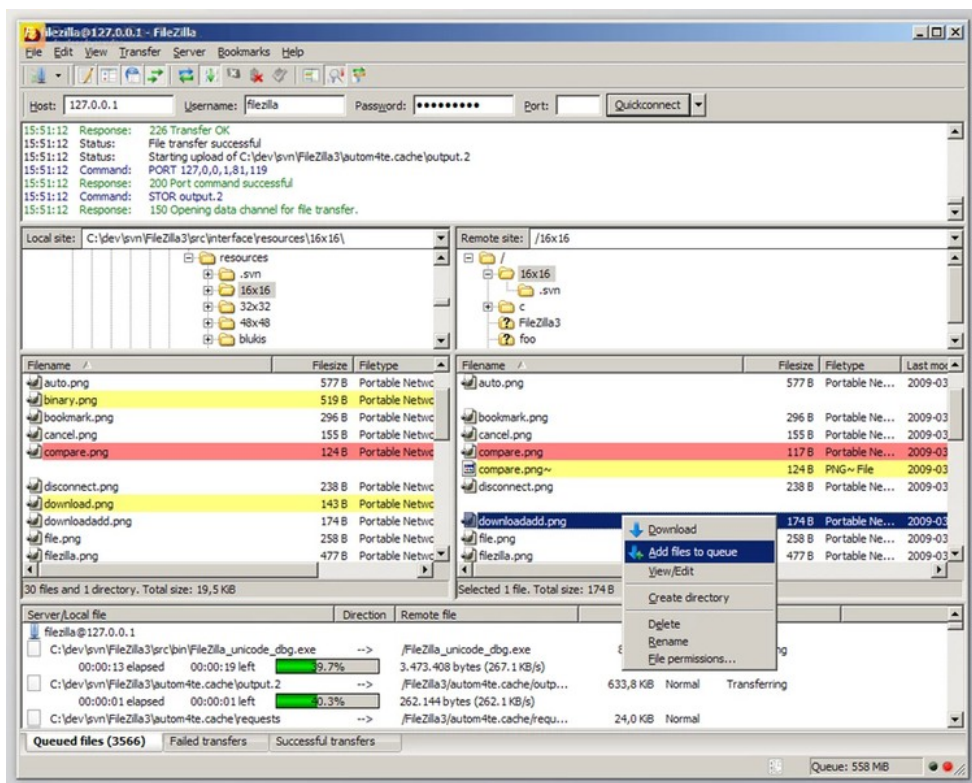 filezilla@127.0.0.1 - FileZilla
File Edit View Transfer Server Bookmarks Help
Host: 127.0.0.1 Username: filezilla Password: ●●●●●●●●● Port: Quickconnect
15:51:12 Response: 226 Transfer OK
15:51:12 Status: File transfer successful
15:51:12 Status: Starting upload of C:\dev\svn\FileZilla3\autom4te.cache\output.2
15:51:12 Command: PORT 127,0,0,1,81,119
15:51:12 Response: 200 Port command successful
15:51:12 Command: STOR output.2
15:51:12 Response: 150 Opening data channel for file transfer.
Local site: C:\dev\svn\FileZilla3\src\interface\resources\16x16\
resources
.svn
16x16
32x32
48x48
blukis
Remote site: /16x16
/
16x16
.svn
c
FileZilla3
foo
Filename Filesize Filetype
auto.png 577 B Portable Netwo
binary.png 519 B Portable Netwo
bookmark.png 296 B Portable Netwo
cancel.png 155 B Portable Netwo
compare.png 124 B Portable Netwo
disconnect.png 238 B Portable Netwo
download.png 143 B Portable Netwo
downloadadd.png 174 B Portable Netwo
file.png 258 B Portable Netwo
filezilla.png 477 B Portable Netwo
30 files and 1 directory. Total size: 19,5 KiB
Filename Filesize Filetype Last moc
auto.png 577 B Portable Ne... 2009-03
bookmark.png 296 B Portable Ne... 2009-03
cancel.png 155 B Portable Ne... 2009-03
compare.png 117 B Portable Ne... 2009-03
compare.png~ 124 B PNG~ File 2009-03
disconnect.png 238 B Portable Ne... 2009-03
downloadadd.png 174 B Portable Ne... 2009-03
file.png 258 B Portable Ne... 2009-03
filezilla.png 477 B Portable Ne... 2009-03
Selected 1 file. Total size: 174 B
Download
Add files to queue
View/Edit
Create directory
Delete
Rename
File permissions...
Server/Local file Direction Remote file
filezilla@127.0.0.1
C:\dev\svn\FileZilla3\src\bin\FileZilla_unicode_dbg.exe --> /FileZilla_unicode_dbg.exe
00:00:13 elapsed 00:00:19 left 39.7% 3.473.408 bytes (267.1 KB/s)
C:\dev\svn\FileZilla3\autom4te.cache\output.2 --> /FileZilla3/autom4te.cache/outp... 633,8 KiB Normal Transferring
00:00:01 elapsed 00:00:01 left 40.3% 262.144 bytes (262.1 KB/s)
C:\dev\svn\FileZilla3\autom4te.cache\requests --> /FileZilla3/autom4te.cache/requ... 24,0 KiB Normal
Queued files (3566) Failed transfers Successful transfers
Queue: 558 MiB